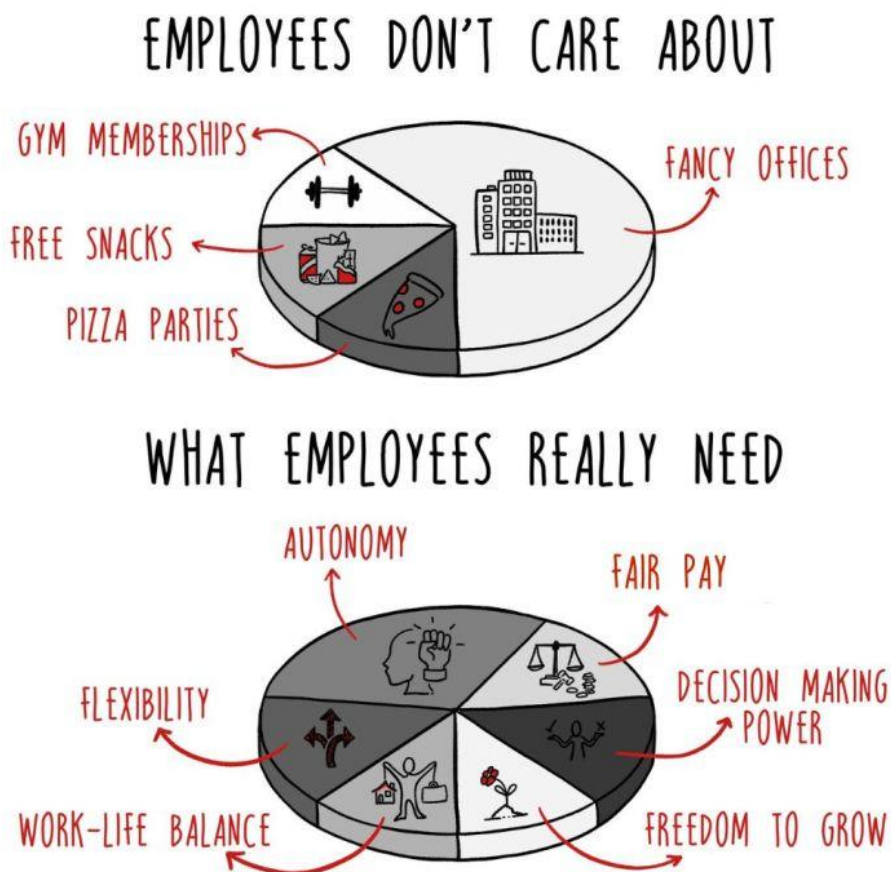 EMPLOYEES DON'T CARE ABOUT
GYM MEMBERSHIPS
FANCY OFFICES
FREE SNACKS
PIZZA PARTIES
WHAT EMPLOYEES REALLY NEED
AUTONOMY
FAIR PAY
FLEXIBILITY
DECISION MAKING
POWER
WORK-LIFE BALANCE
FREEDOM TO GROW